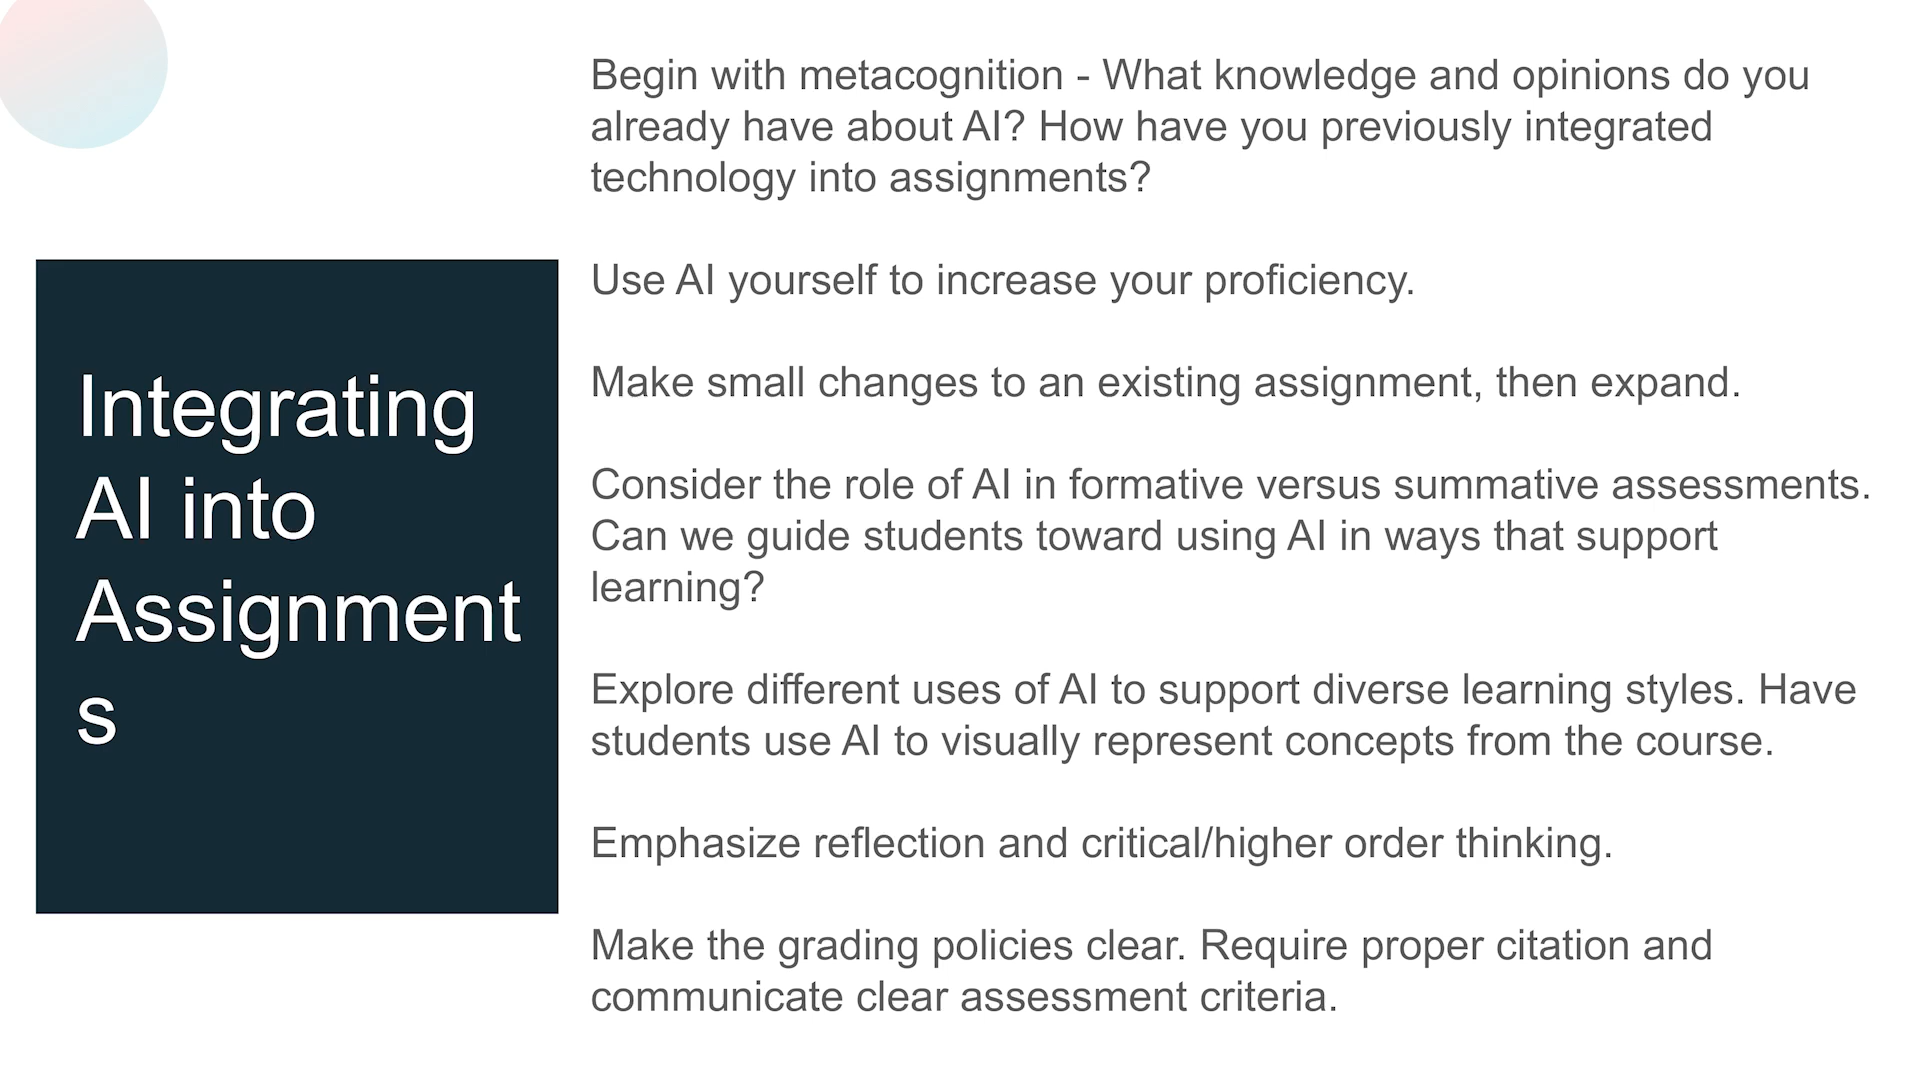 Integrating
AI into
Assignment
s
Begin with metacognition - What knowledge and opinions do you
already have about AI? How have you previously integrated
technology into assignments?
Use AI yourself to increase your proficiency.
Make small changes to an existing assignment, then expand.
Consider the role of AI in formative versus summative assessments.
Can we guide students toward using AI in ways that support
learning?
Explore different uses of AI to support diverse learning styles. Have
students use AI to visually represent concepts from the course.
Emphasize reflection and critical/higher order thinking.
Make the grading policies clear. Require proper citation and
communicate clear assessment criteria.